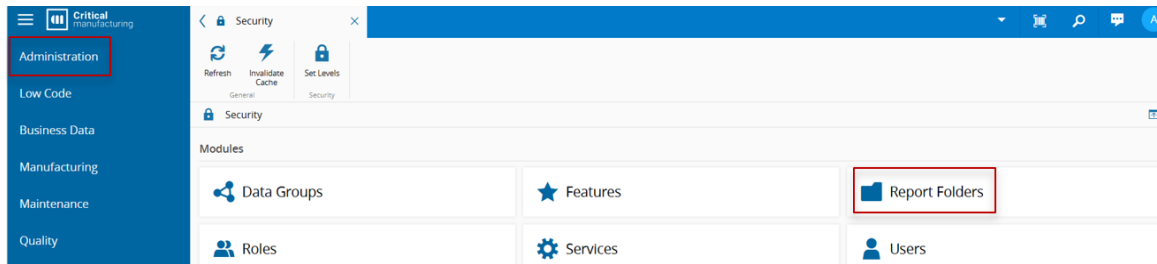 Critical
manufacturing
Security
A
Administration
Low Code
Business Data
Manufacturing
Maintenance
Quality
Refresh
Invalidate
Cache
Set Levels
General
Security
Security
Modules
Data Groups
Features
Report Folders
Roles
Services
Users